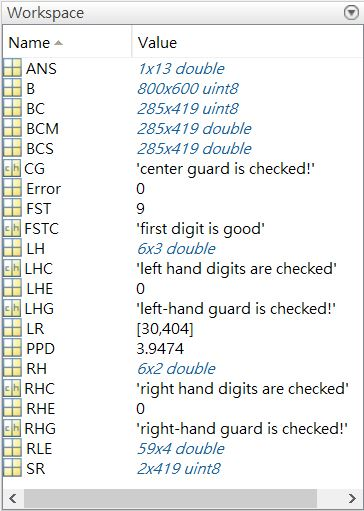 Workspace
Name Value
ANS 1x13 double
B 800x600 uint8
BC 285x419 uint8
BCM 285x419 double
BCS 285x419 double
CG 'center guard is checked!'
Error 0
FST 9
FSTC 'first digit is good'
LH 6x3 double
LHC 'left hand digits are checked'
LHE 0
LHG 'left-hand guard is checked!'
LR [30,404]
PPD 3.9474
RH 6x2 double
RHC 'right hand digits are checked'
RHE 0
RHG 'right-hand guard is checked!'
RLE 59x4 double
SR 2x419 uint8